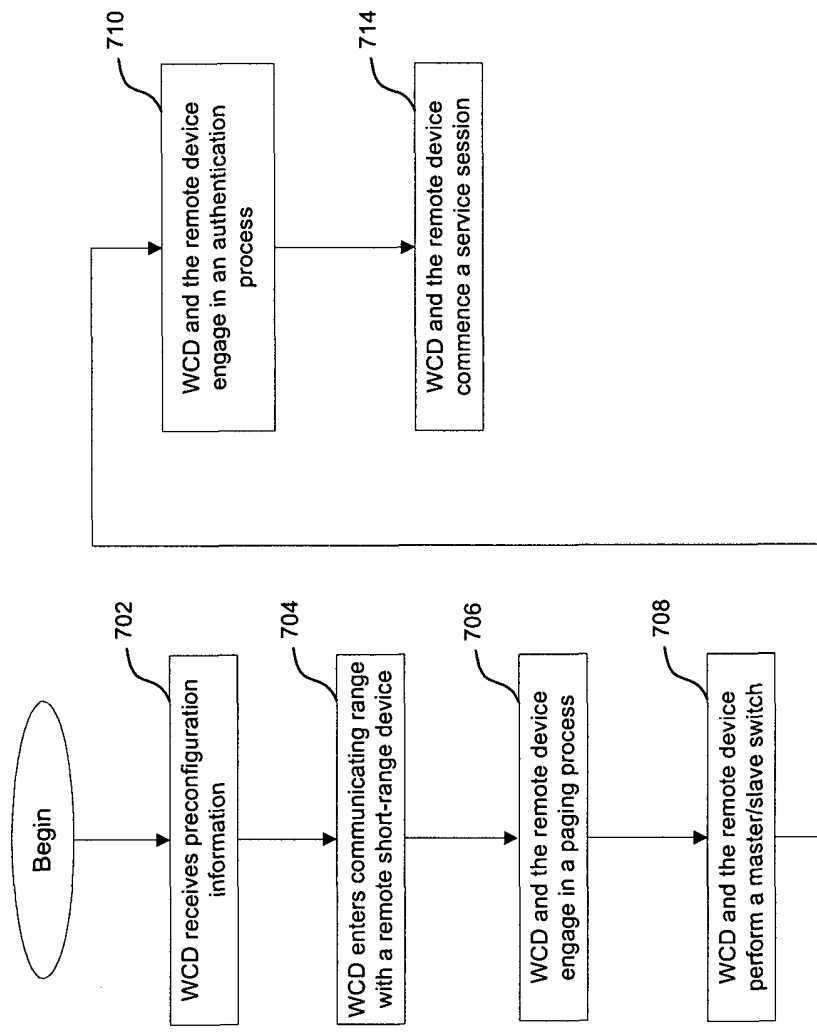 Begin
702
WCD receives preconfiguration
information
704
WCD enters communicating range
with a remote short-range device
706
WCD and the remote device
engage in a paging process
708
WCD and the remote device
perform a master/slave switch
710
WCD and the remote device
engage in an authentication
process
714
WCD and the remote device
commence a service session